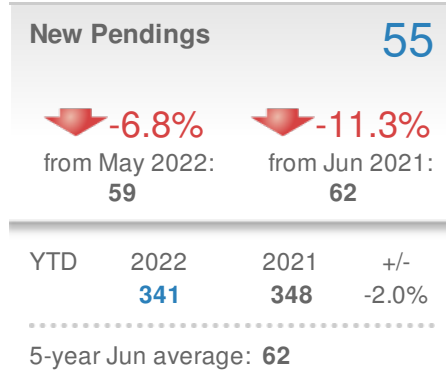 New Pendings 55
-6.8% -11.3%
from May 2022: from Jun 2021:
59 62
YTD 2022 2021 +/-
341 348 -2.0%
5-year Jun average: 62